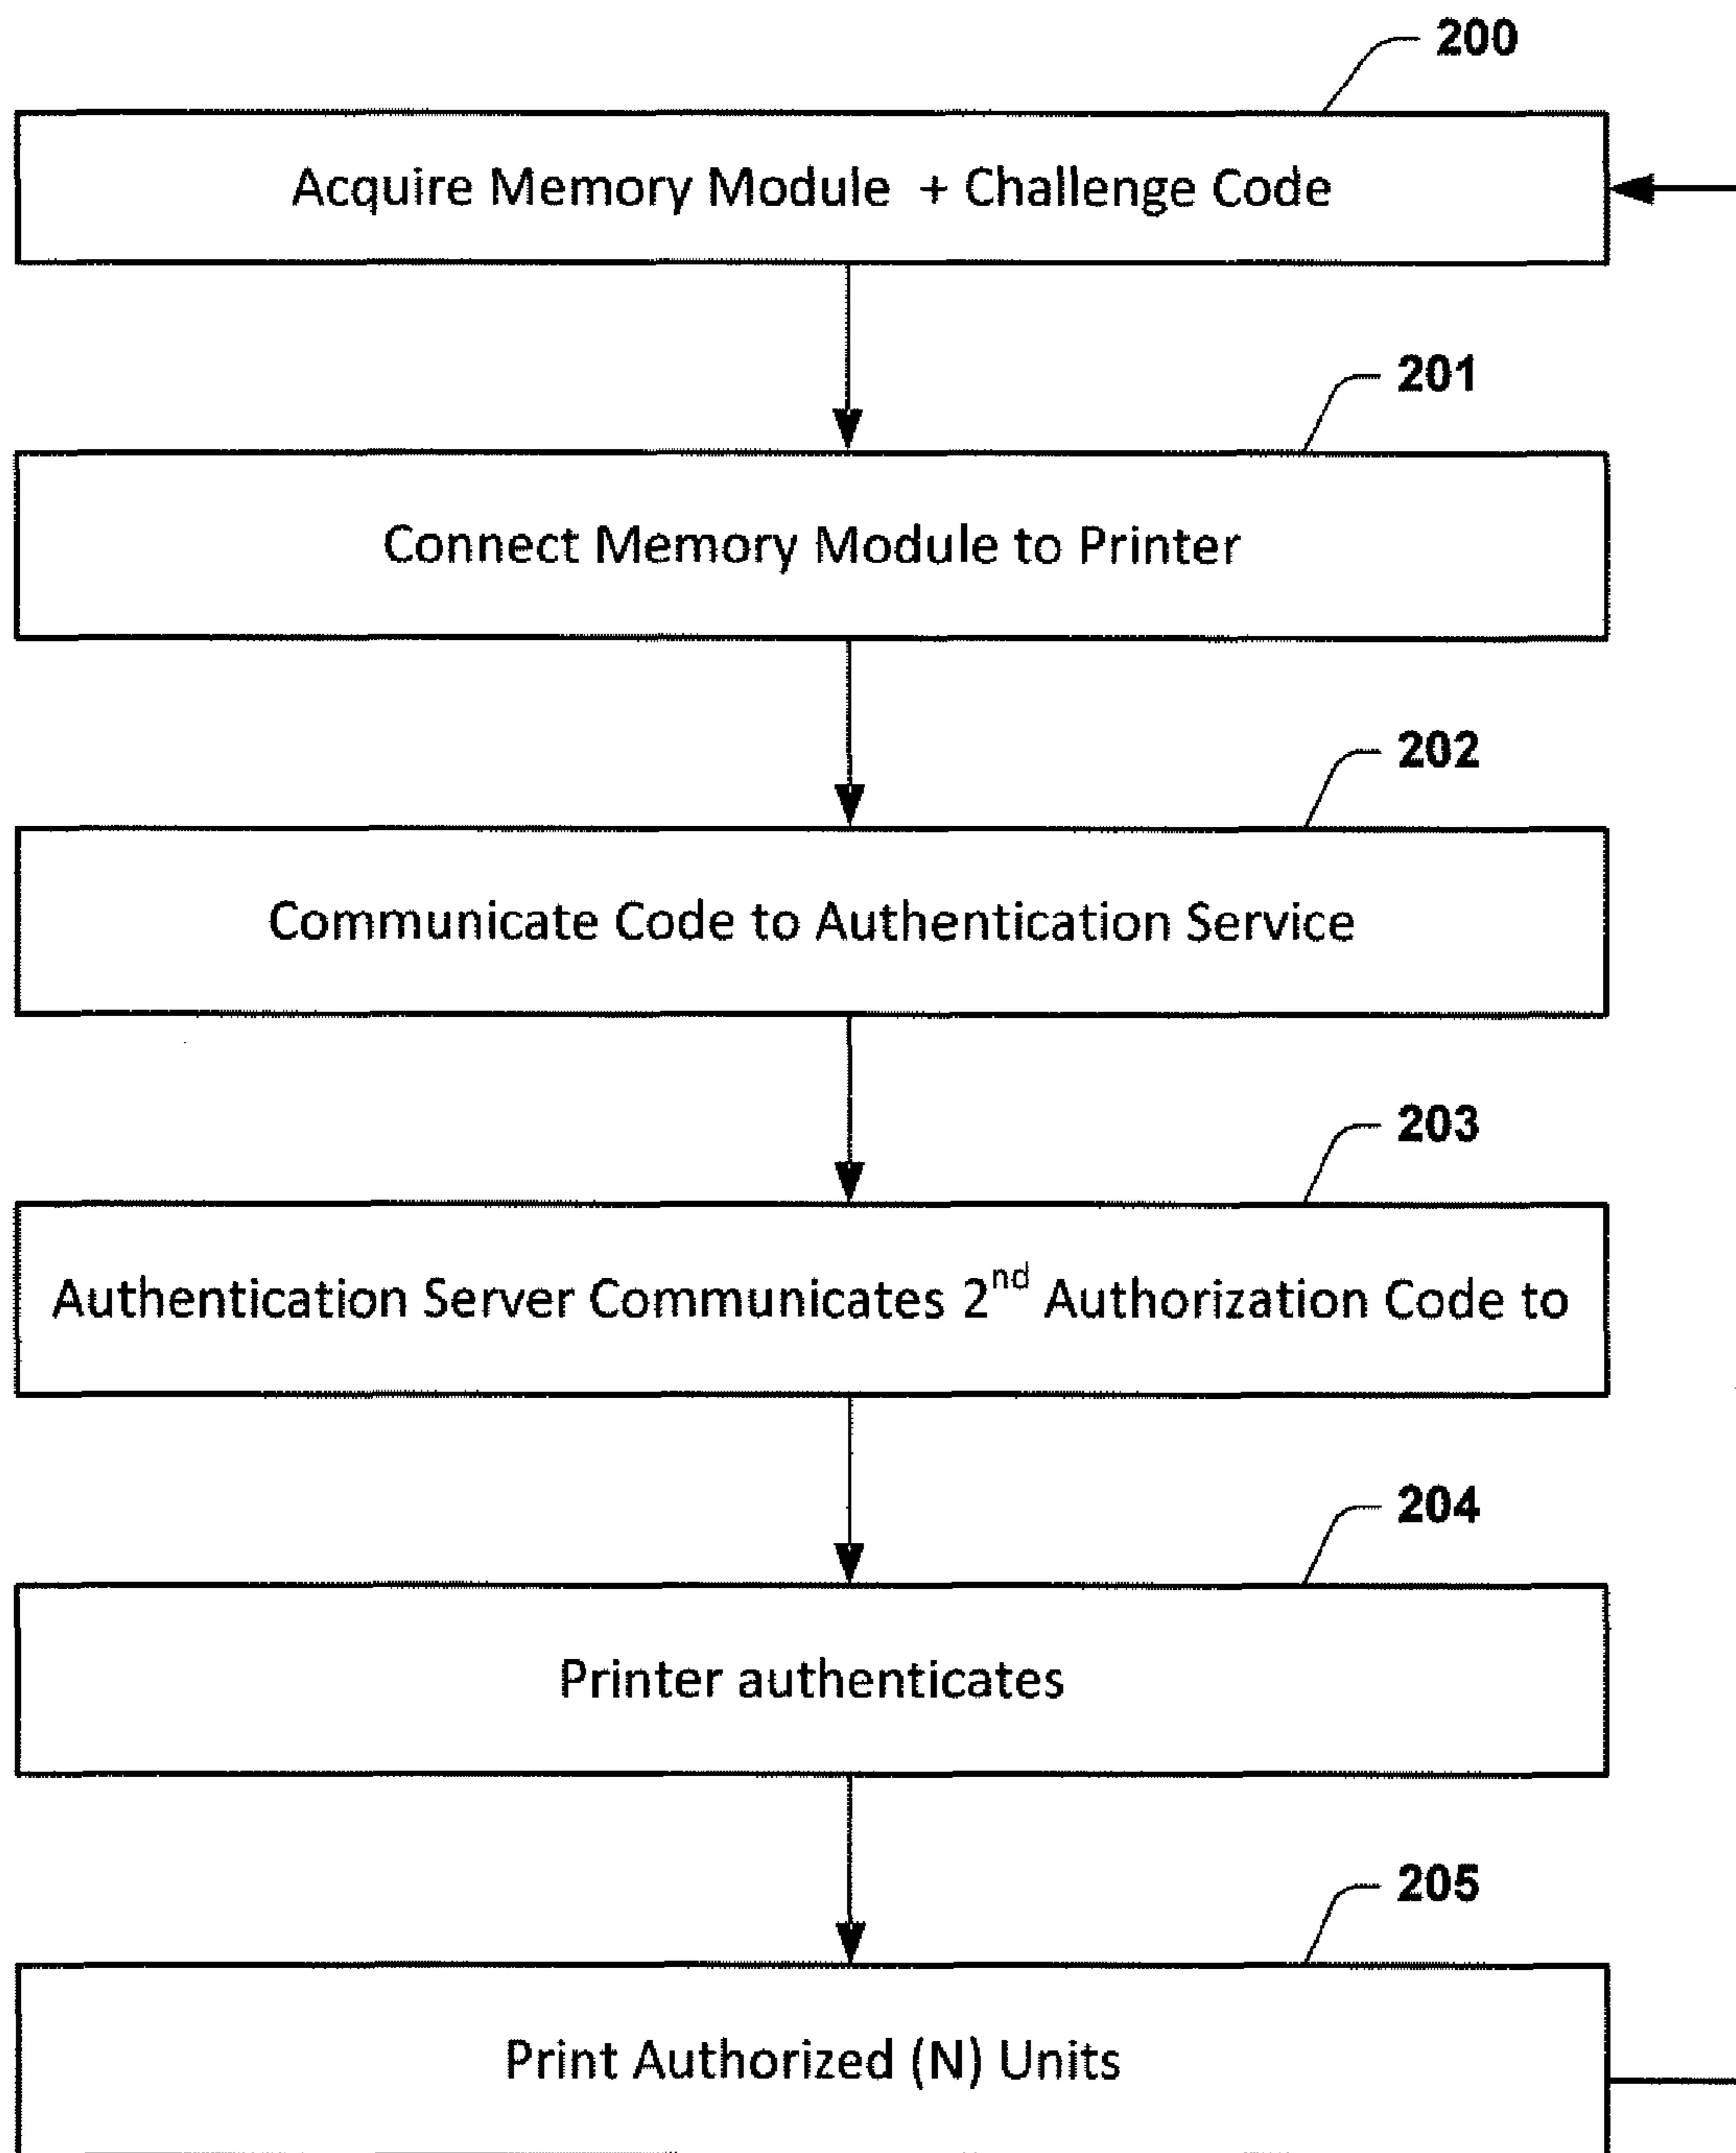 200
Acquire Memory Module + Challenge Code
201
Connect Memory Module to Printer
202
Communicate Code to Authentication Service
203
Authentication Server Communicates 2nd Authorization Code to
204
Printer authenticates
205
Print Authorized (N) Units